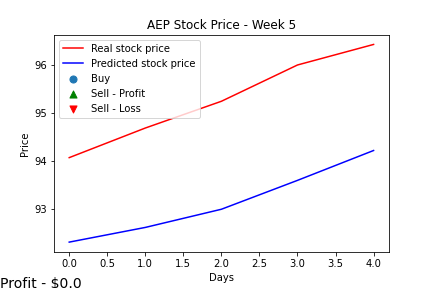 AEP Stock Price - Week 5
Real stock price
Predicted stock price
Buy
Sell - Profit
Sell - Loss
96
95
94
93
Price
0.0 0.5 1.0 1.5 2.0 2.5 3.0 3.5 4.0
Days
Profit - $0.0